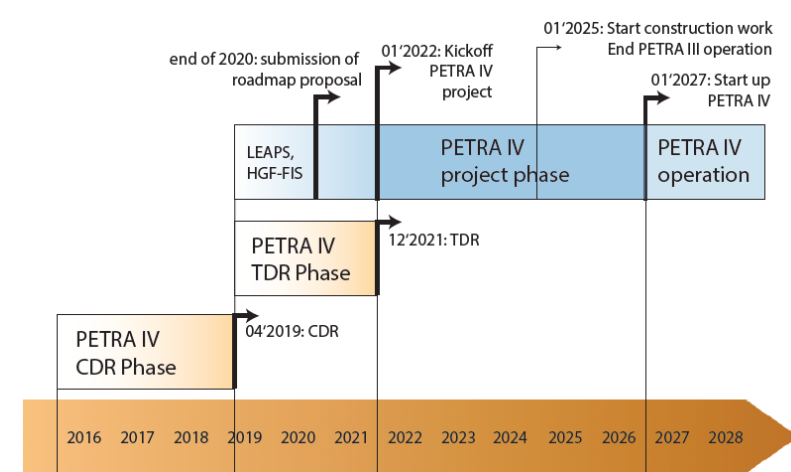 01‘2025: Start construction work
End PETRA III operation
end of 2020: submission of
roadmap proposal
01‘2022: Kickoff
PETRA IV
project
01‘2027: Start up
PETRA IV
LEAPS,
HGF-FIS
PETRA IV
project phase
PETRA IV
operation
PETRA IV
TDR Phase
12‘2021: TDR
PETRA IV
CDR Phase
04‘2019: CDR
2016 2017 2018 2019 2020 2021 2022 2023 2024 2025 2026 2027 2028